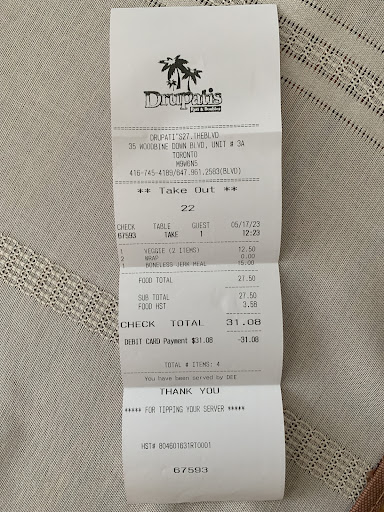 Drupatis
DRUPATI'S27.THEBLVD
35 WOODBINE DOWN BLVD, UNIT # 3A
TORONTO
M9W6N5
416-745-4189/647.951.2583(BLVD)
** Take Out **
22
CHECK TABLE GUEST 05/17/23
67593 TAKE 1 12:23
1 VEGGIE (2 ITEMS) 12.50
2 WRAP 0.00
1 BONELESS JERK MEAL 15.00
FOOD TOTAL 27.50
SUB TOTAL 27.50
FOOD HST 3.58
CHECK TOTAL 31.08
DEBIT CARD Payment $31.08 -31.08
TOTAL # ITEMS: 4
You have been served by DEE
THANK YOU
***** FOR TIPPING YOUR SERVER *****
HST# 804601631RT0001
67593